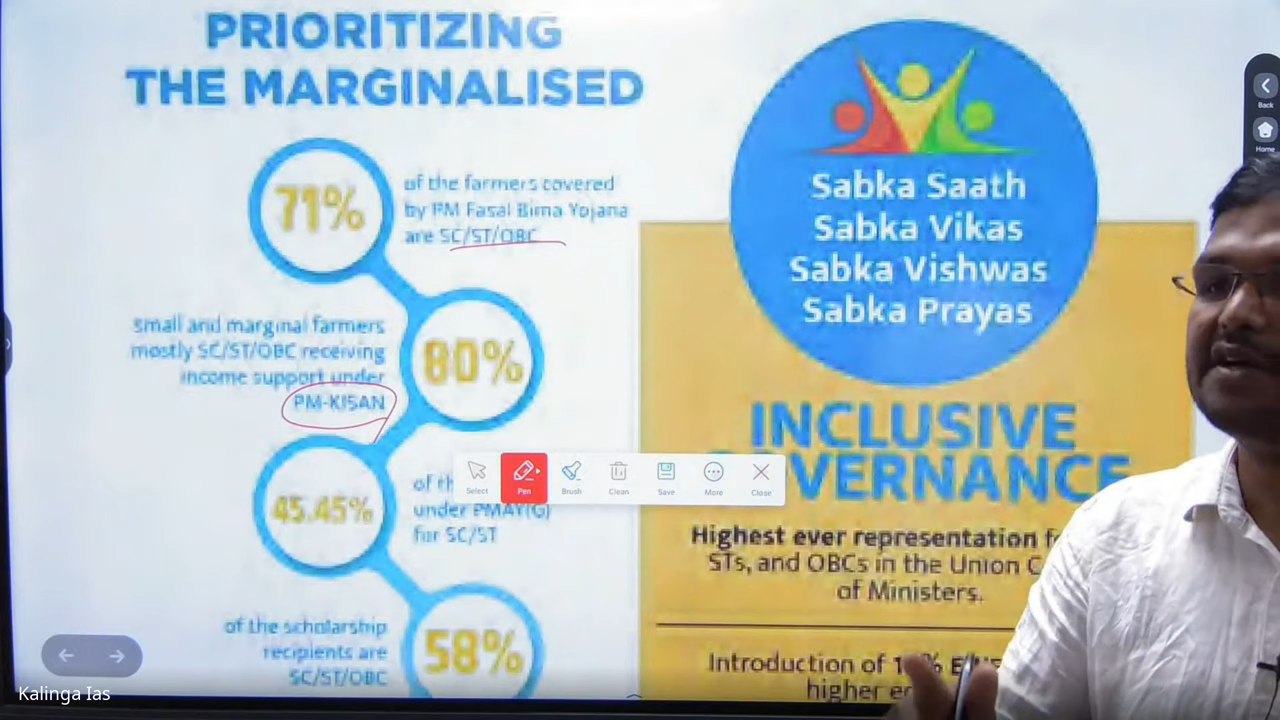 PRIORITIZING
THE MARGINALISED
71%
of the farmers covered
by PM Fasal Bima Yojana
are SC/ST/OBC
small and marginal farmers
mostly SC/ST/OBC receiving
income support under
PM-KISAN
80%
45.45%
of
under PMAY(G)
for SC/ST
of the scholarship
recipients are
SC/ST/OBC
58%
Sabka Saath
Sabka Vikas
Sabka Vishwas
Sabka Prayas
INCLUSIVE
GOVERNANCE
Highest ever representation
STs, and OBCs in the Union
of Ministers.
Introduction of
higher
Select
Pen
Brush
Clean
Save
More
Close
Back
Home
Kalinga Ias